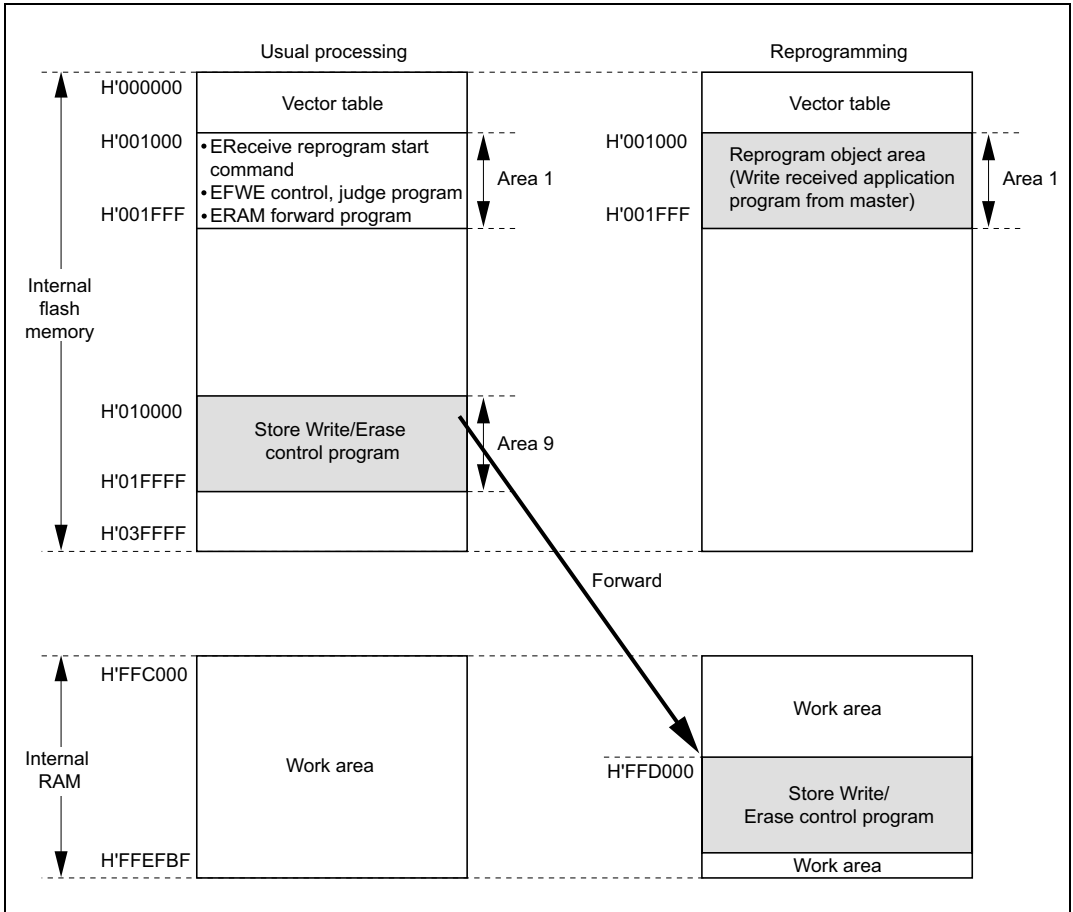 Usual processing
Reprogramming
H'000000
Vector table
Vector table
H'001000
•EReceive reprogram start
command
•EFWE control, judge program
•ERAM forward program
Area 1
H'001FFF
H'001000
Reprogram object area
(Write received application
program from master)
Area 1
H'001FFF
Internal
flash
memory
H'010000
Store Write/Erase
control program
Area 9
H'01FFFF
H'03FFFF
Forward
H'FFC000
Work area
Internal
RAM
Work area
H'FFD000
Store Write/
Erase control program
H'FFEFBF
Work area